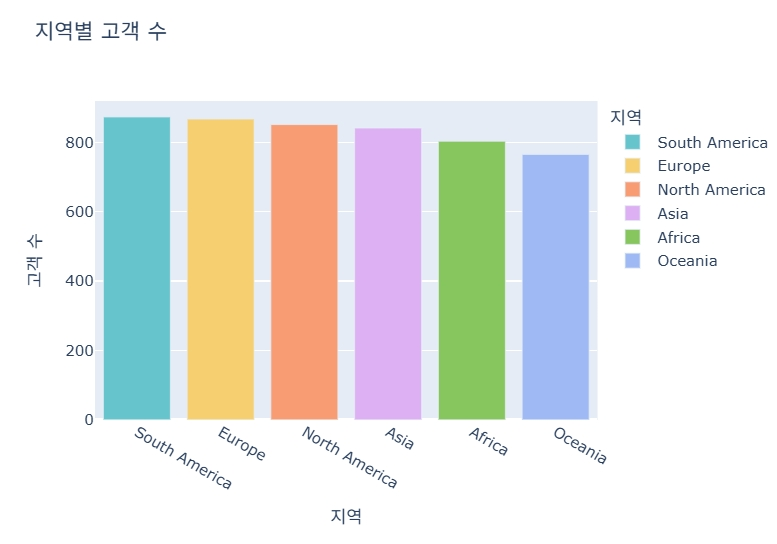 지역별 고객 수
지역
South America
Europe
North America
Asia
Africa
Oceania
고객 수
800
600
400
200
0
South America
Europe
North America
Asia
Africa
Oceania
지역